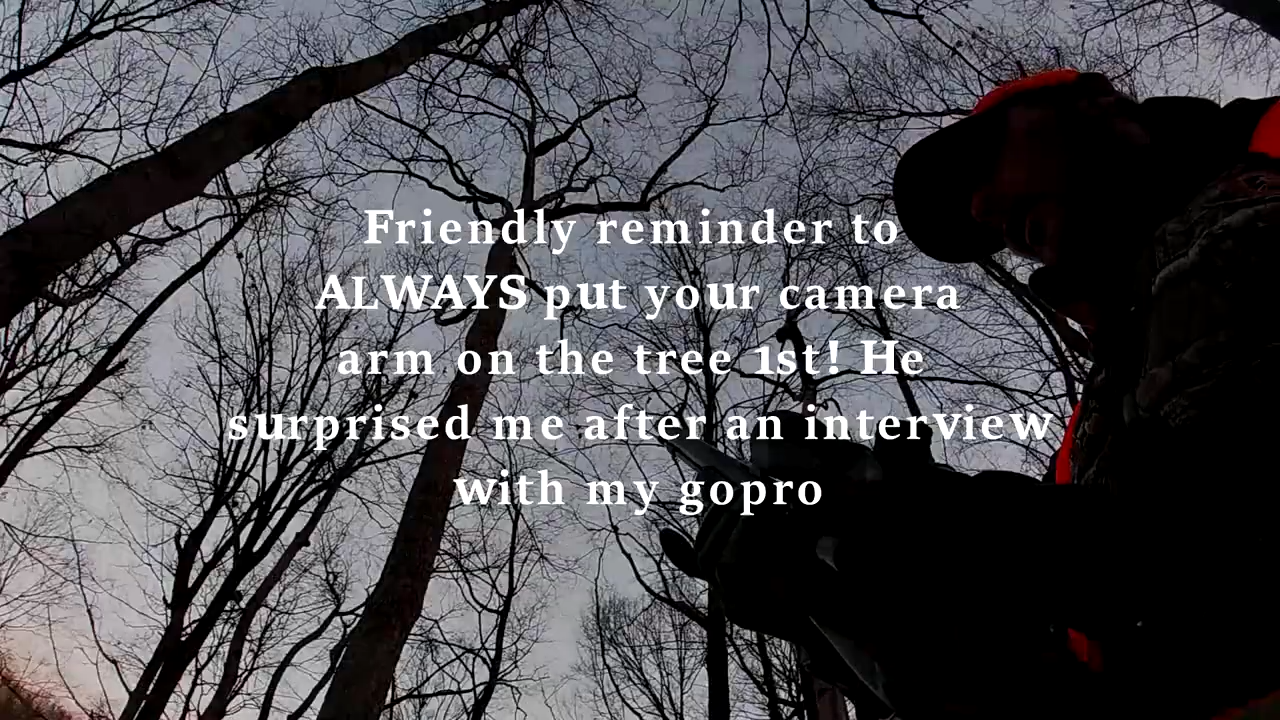 Friendly reminder to
ALWAYS put your camera
arm on the tree 1st! He
surprised me after an interview
with my gopro